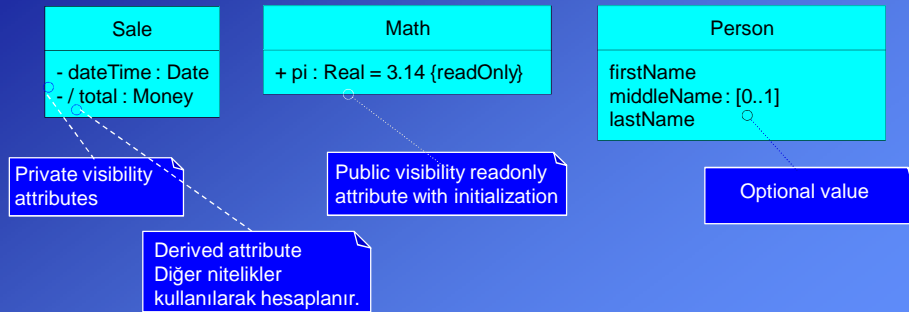 Sale
- dateTime : Date
- / total : Money
Math
+ pi : Real = 3.14 {readOnly}
Person
firstName
middleName : [0..1]
lastName
Private visibility
attributes
Derived attribute
Diğer nitelikler
kullanılarak hesaplanır.
Public visibility readonly
attribute with initialization
Optional value